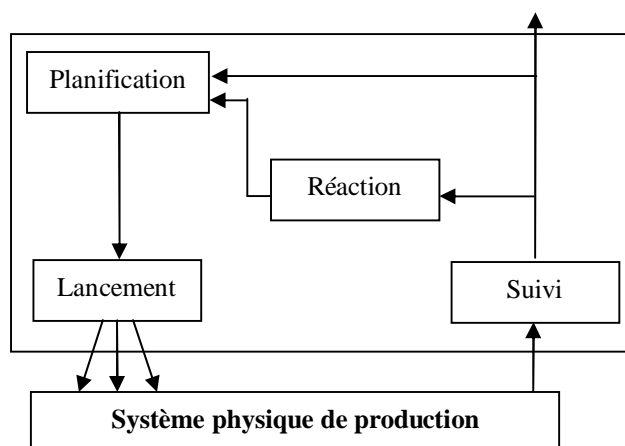 Planification
Réaction
Lancement
Suivi
Système physique de production